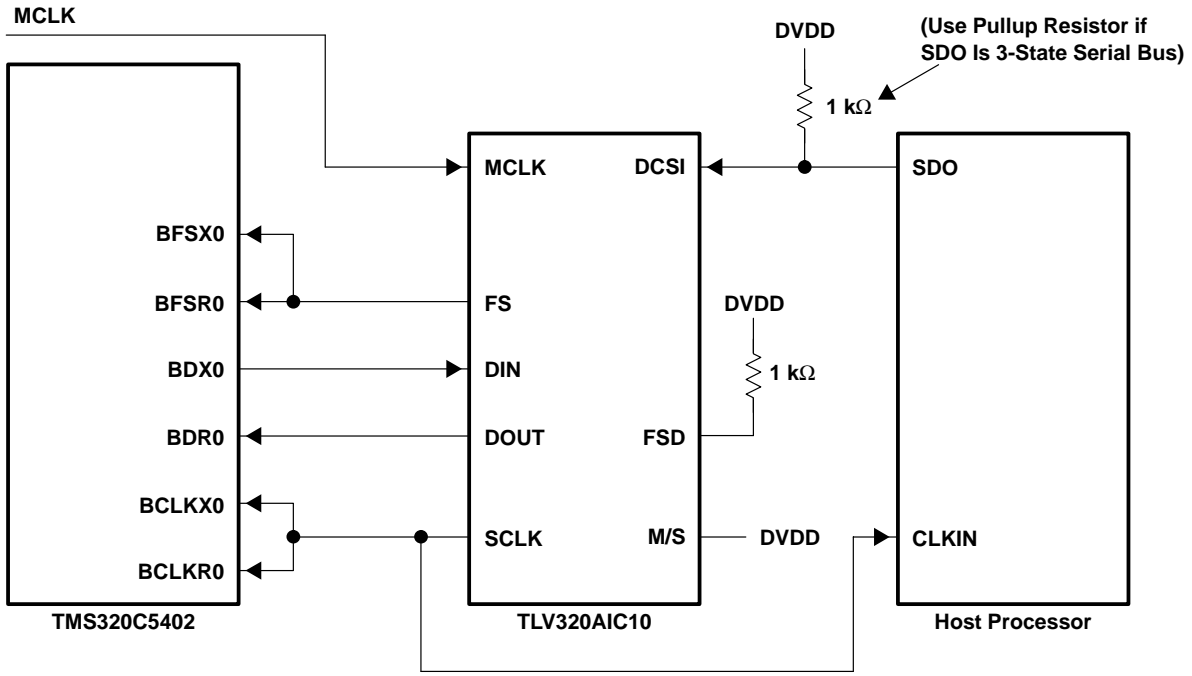 MCLK
DVDD
(Use Pullup Resistor if
SDO Is 3-State Serial Bus)
1 kΩ
MCLK
DCSI
SDO
BFSX0
BFSR0
FS
DVDD
BDX0
DIN
1 kΩ
BDR0
DOUT
FSD
BCLKX0
SCLK
M/S
DVDD
CLKIN
BCLKR0
TMS320C5402
TLV320AIC10
Host Processor